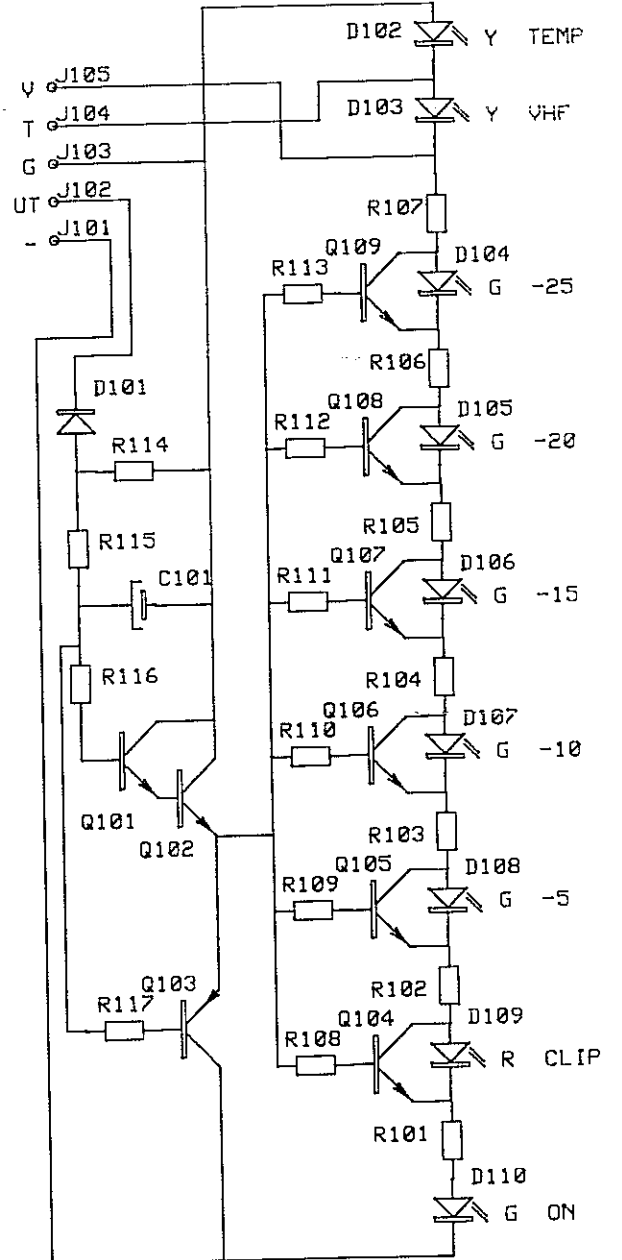 D102 Y TEMP
V J105
D103 Y VHF
T J104
G J103
UT J102
- J101
R107
Q109 D104
R113 G -25
R106
D101
Q108 D105
R112 G -20
R114
R105
R115
Q107 D106
C101 R111 G -15
R104
R116
Q106 D107
R110 G -10
Q101
R103
Q102
Q105 D108
R109 G -5
Q103
R102
R117
Q104 D109
R108 R CLIP
R101
D110
G ON